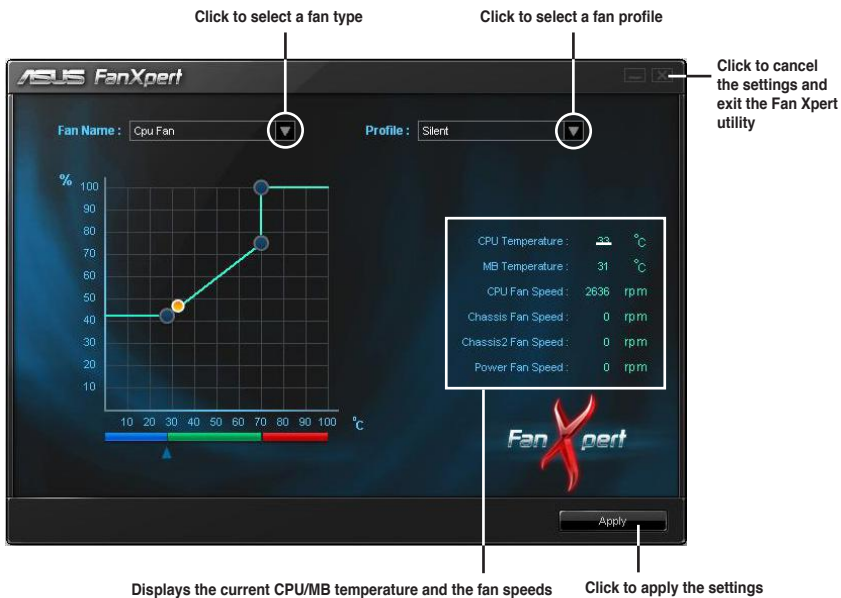 Click to select a fan type
Click to select a fan profile
Click to cancel
the settings and
exit the Fan Xpert
utility
ASUS FanXpert
Fan Name : Cpu Fan
Profile : Silent
%
100
90
80
70
60
50
40
30
20
10
10 20 30 40 50 60 70 80 90 100 °C
CPU Temperature : 33 °C
MB Temperature : 31 °C
CPU Fan Speed : 2636 rpm
Chassis Fan Speed : 0 rpm
Chassis2 Fan Speed : 0 rpm
Power Fan Speed : 0 rpm
Fan Xpert
Apply
Displays the current CPU/MB temperature and the fan speeds
Click to apply the settings